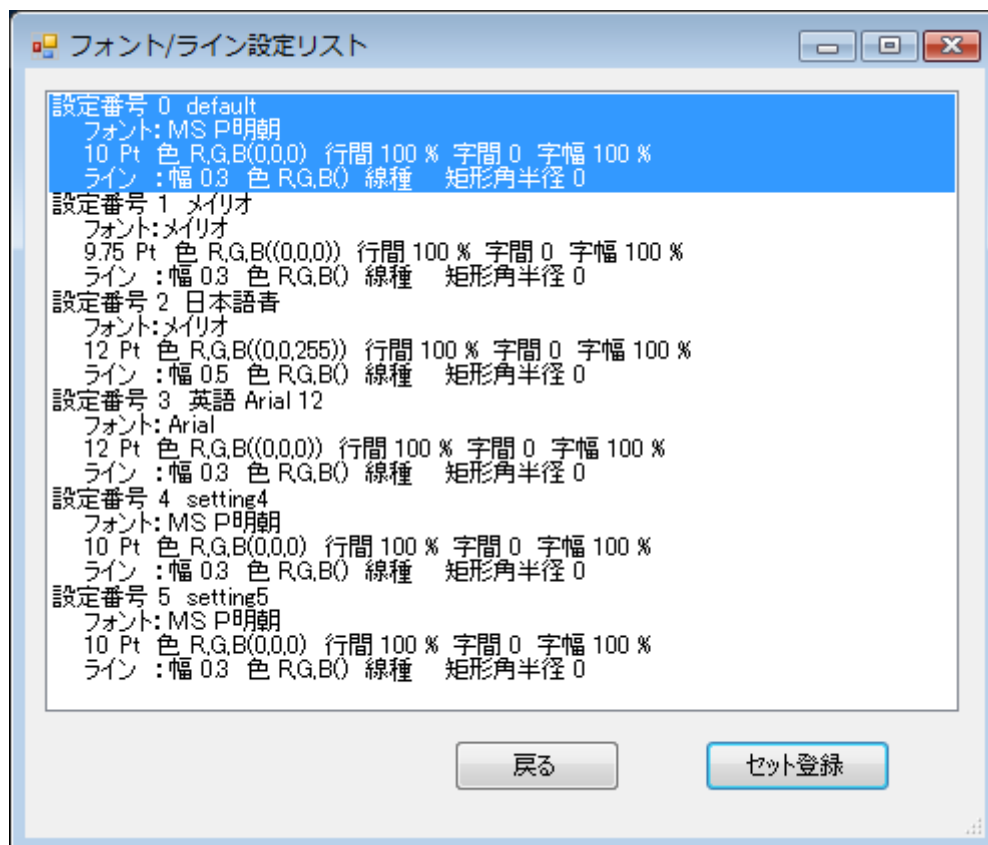 フォント/ライン設定リスト
設定番号 0 default
フォント: MS P明朝
10 Pt 色 R,G,B(0,0,0) 行間 100 % 字間 0 字幅 100 %
ライン :幅 0.3 色 R,G,B() 線種 矩形角半径 0
設定番号 1 メイリオ
フォント:メイリオ
9.75 Pt 色 R,G,B((0,0,0)) 行間 100 % 字間 0 字幅 100 %
ライン :幅 0.3 色 R,G,B() 線種 矩形角半径 0
設定番号 2 日本語青
フォント:メイリオ
12 Pt 色 R,G,B((0,0,255)) 行間 100 % 字間 0 字幅 100 %
ライン :幅 0.5 色 R,G,B() 線種 矩形角半径 0
設定番号 3 英語 Arial 12
フォント: Arial
12 Pt 色 R,G,B((0,0,0)) 行間 100 % 字間 0 字幅 100 %
ライン :幅 0.3 色 R,G,B() 線種 矩形角半径 0
設定番号 4 setting4
フォント: MS P明朝
10 Pt 色 R,G,B(0,0,0) 行間 100 % 字間 0 字幅 100 %
ライン :幅 0.3 色 R,G,B() 線種 矩形角半径 0
設定番号 5 setting5
フォント: MS P明朝
10 Pt 色 R,G,B(0,0,0) 行間 100 % 字間 0 字幅 100 %
ライン :幅 0.3 色 R,G,B() 線種 矩形角半径 0
戻る セット登録